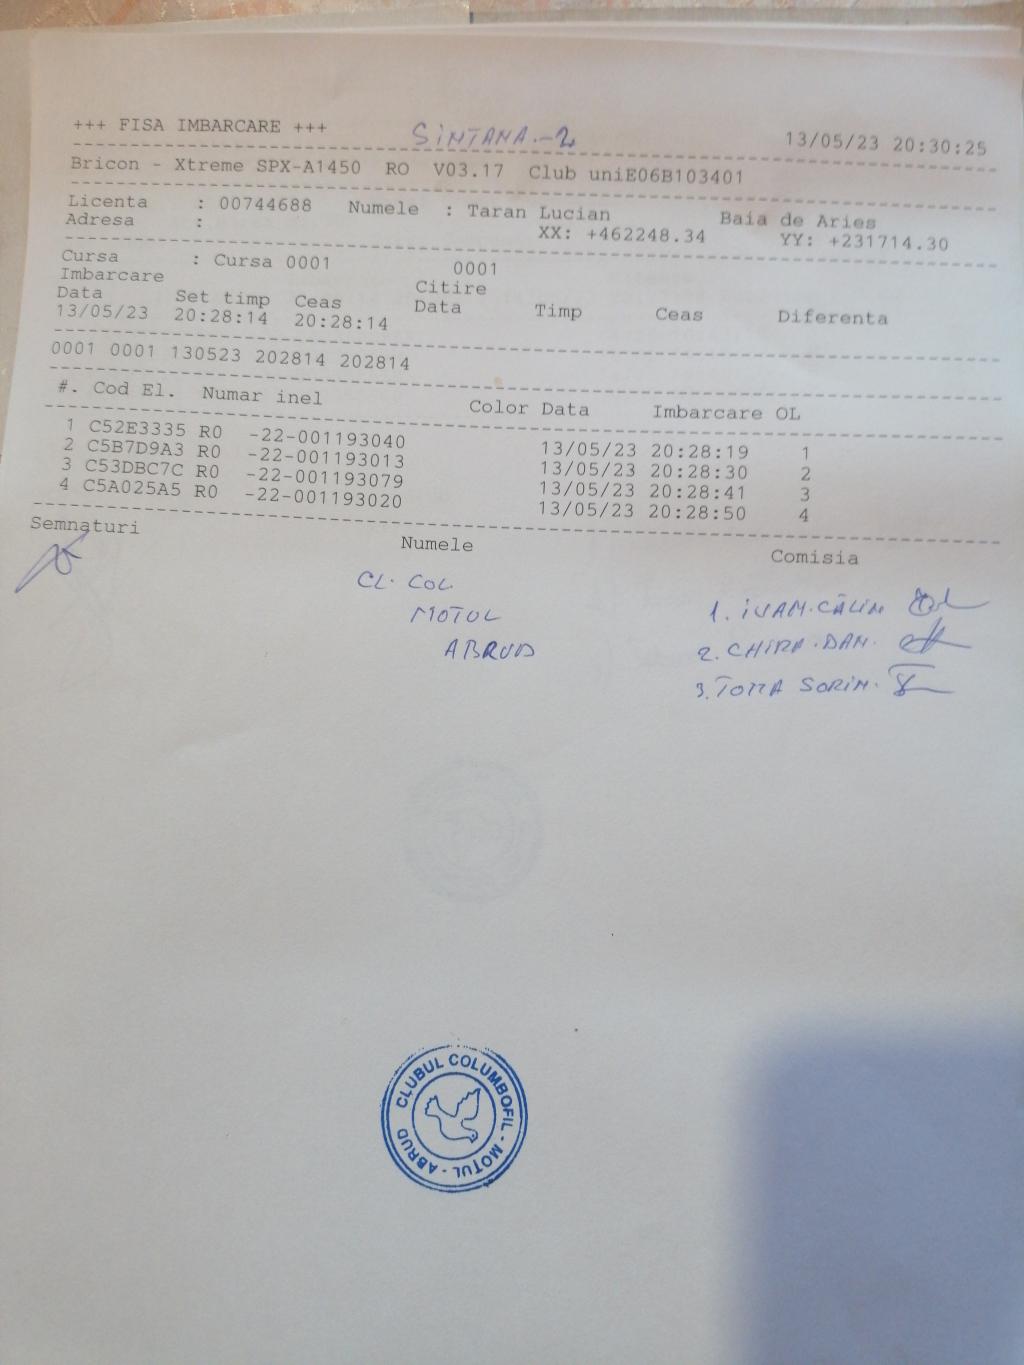 +++ FISA IMBARCARE +++ SiNTANA.-2 13/05/23 20:30:25
Bricon - Xtreme SPX-A1450 RO V03.17 Club uniE06B103401
Licenta : 00744688 Numele : Taran Lucian Baia de Aries
Adresa : XX: +462248.34 YY: +231714.30
Cursa : Cursa 0001 0001
Imbarcare Citire
Data Set timp Ceas Data Timp Ceas Diferenta
13/05/23 20:28:14 20:28:14
0001 0001 130523 202814 202814
#. Cod El. Numar inel Color Data Imbarcare OL
1 C52E3335 RO -22-001193040 13/05/23 20:28:19 1
2 C5B7D9A3 RO -22-001193013 13/05/23 20:28:30 2
3 C53DBC7C RO -22-001193079 13/05/23 20:28:41 3
4 C5A025A5 RO -22-001193020 13/05/23 20:28:50 4
Semnaturi Numele Comisia
CL. COL.
MOTUL
ABRUD
1. iVAN.CĂLIN
2. CHIRA.DAN.
3. TOMA SORIN.
CLUBUL COLUMBOFIL - MOȚUL - ABRUD